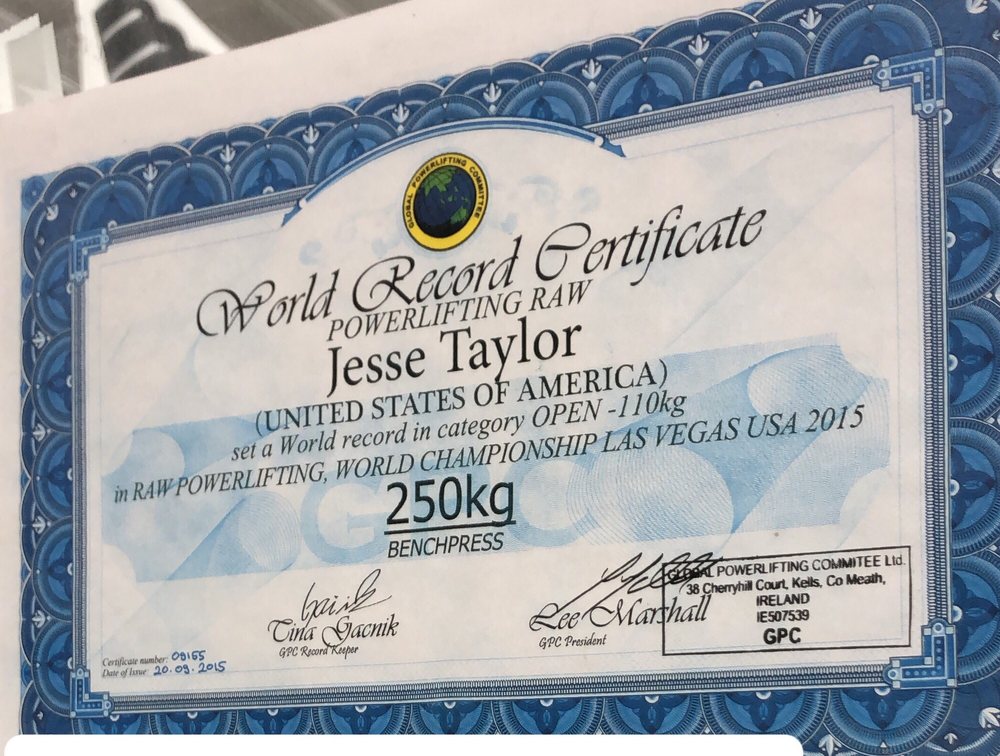 GLOBAL POWERLIFTING COMMITTEE
World Record Certificate
POWERLIFTING RAW
Jesse Taylor
(UNITED STATES OF AMERICA)
set a World record in category OPEN -110kg
in RAW POWERLIFTING, WORLD CHAMPIONSHIP LAS VEGAS USA 2015
250kg
BENCHPRESS
Tina Gacnik
GPC Record Keeper
Lee Marshall
GPC President
GLOBAL POWERLIFTING COMMITEE Ltd.
38 Cherryhill Court, Kells, Co Meath,
IRELAND
IE507539
GPC
Certificate number: 09155
Date of Issue 20.09.2015